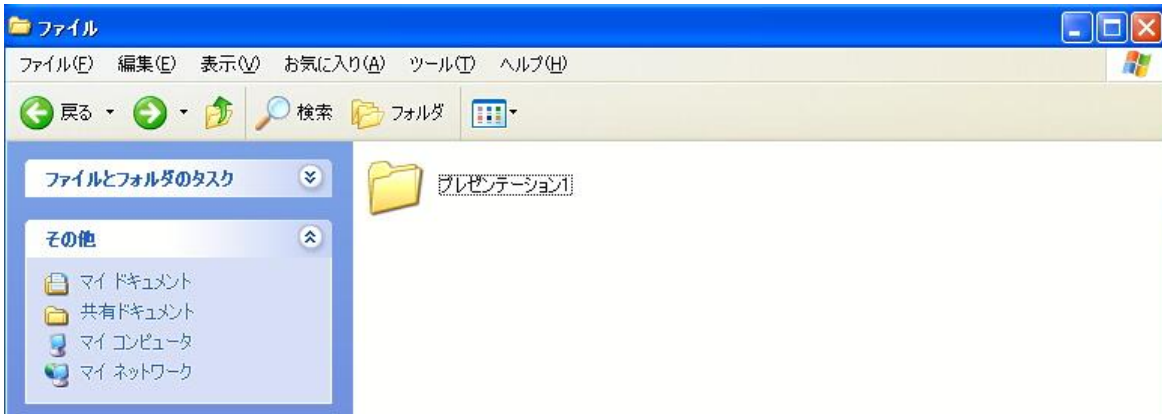 ファイル
ファイル(F) 編集(E) 表示(V) お気に入り(A) ツール(T) ヘルプ(H)
戻る 検索 フォルダ
ファイルとフォルダのタスク
プレゼンテーション1
その他
マイ ドキュメント
共有ドキュメント
マイ コンピュータ
マイ ネットワーク